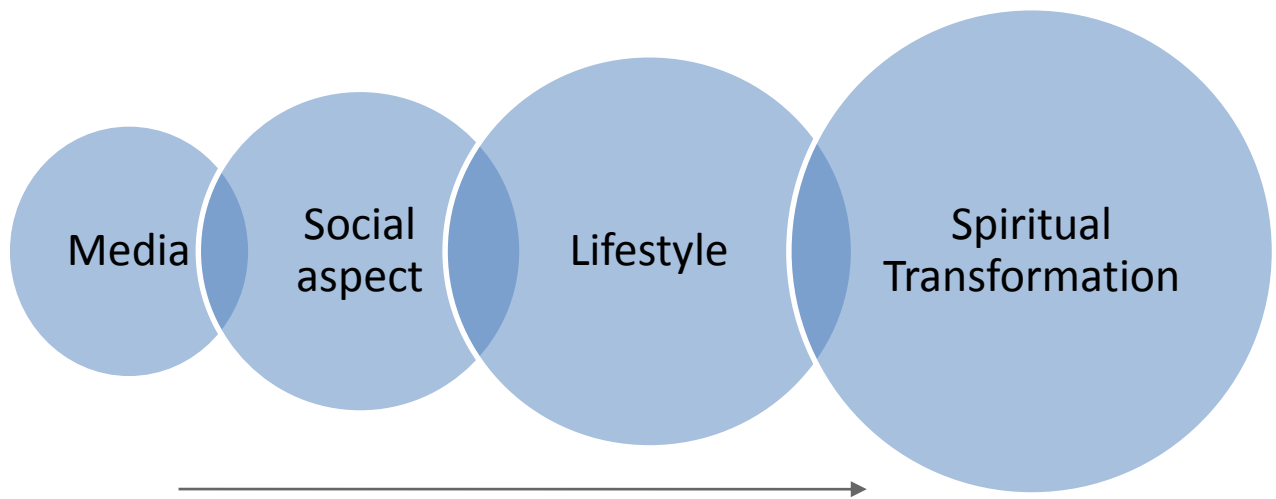 Media
Social
aspect
Lifestyle
Spiritual
Transformation